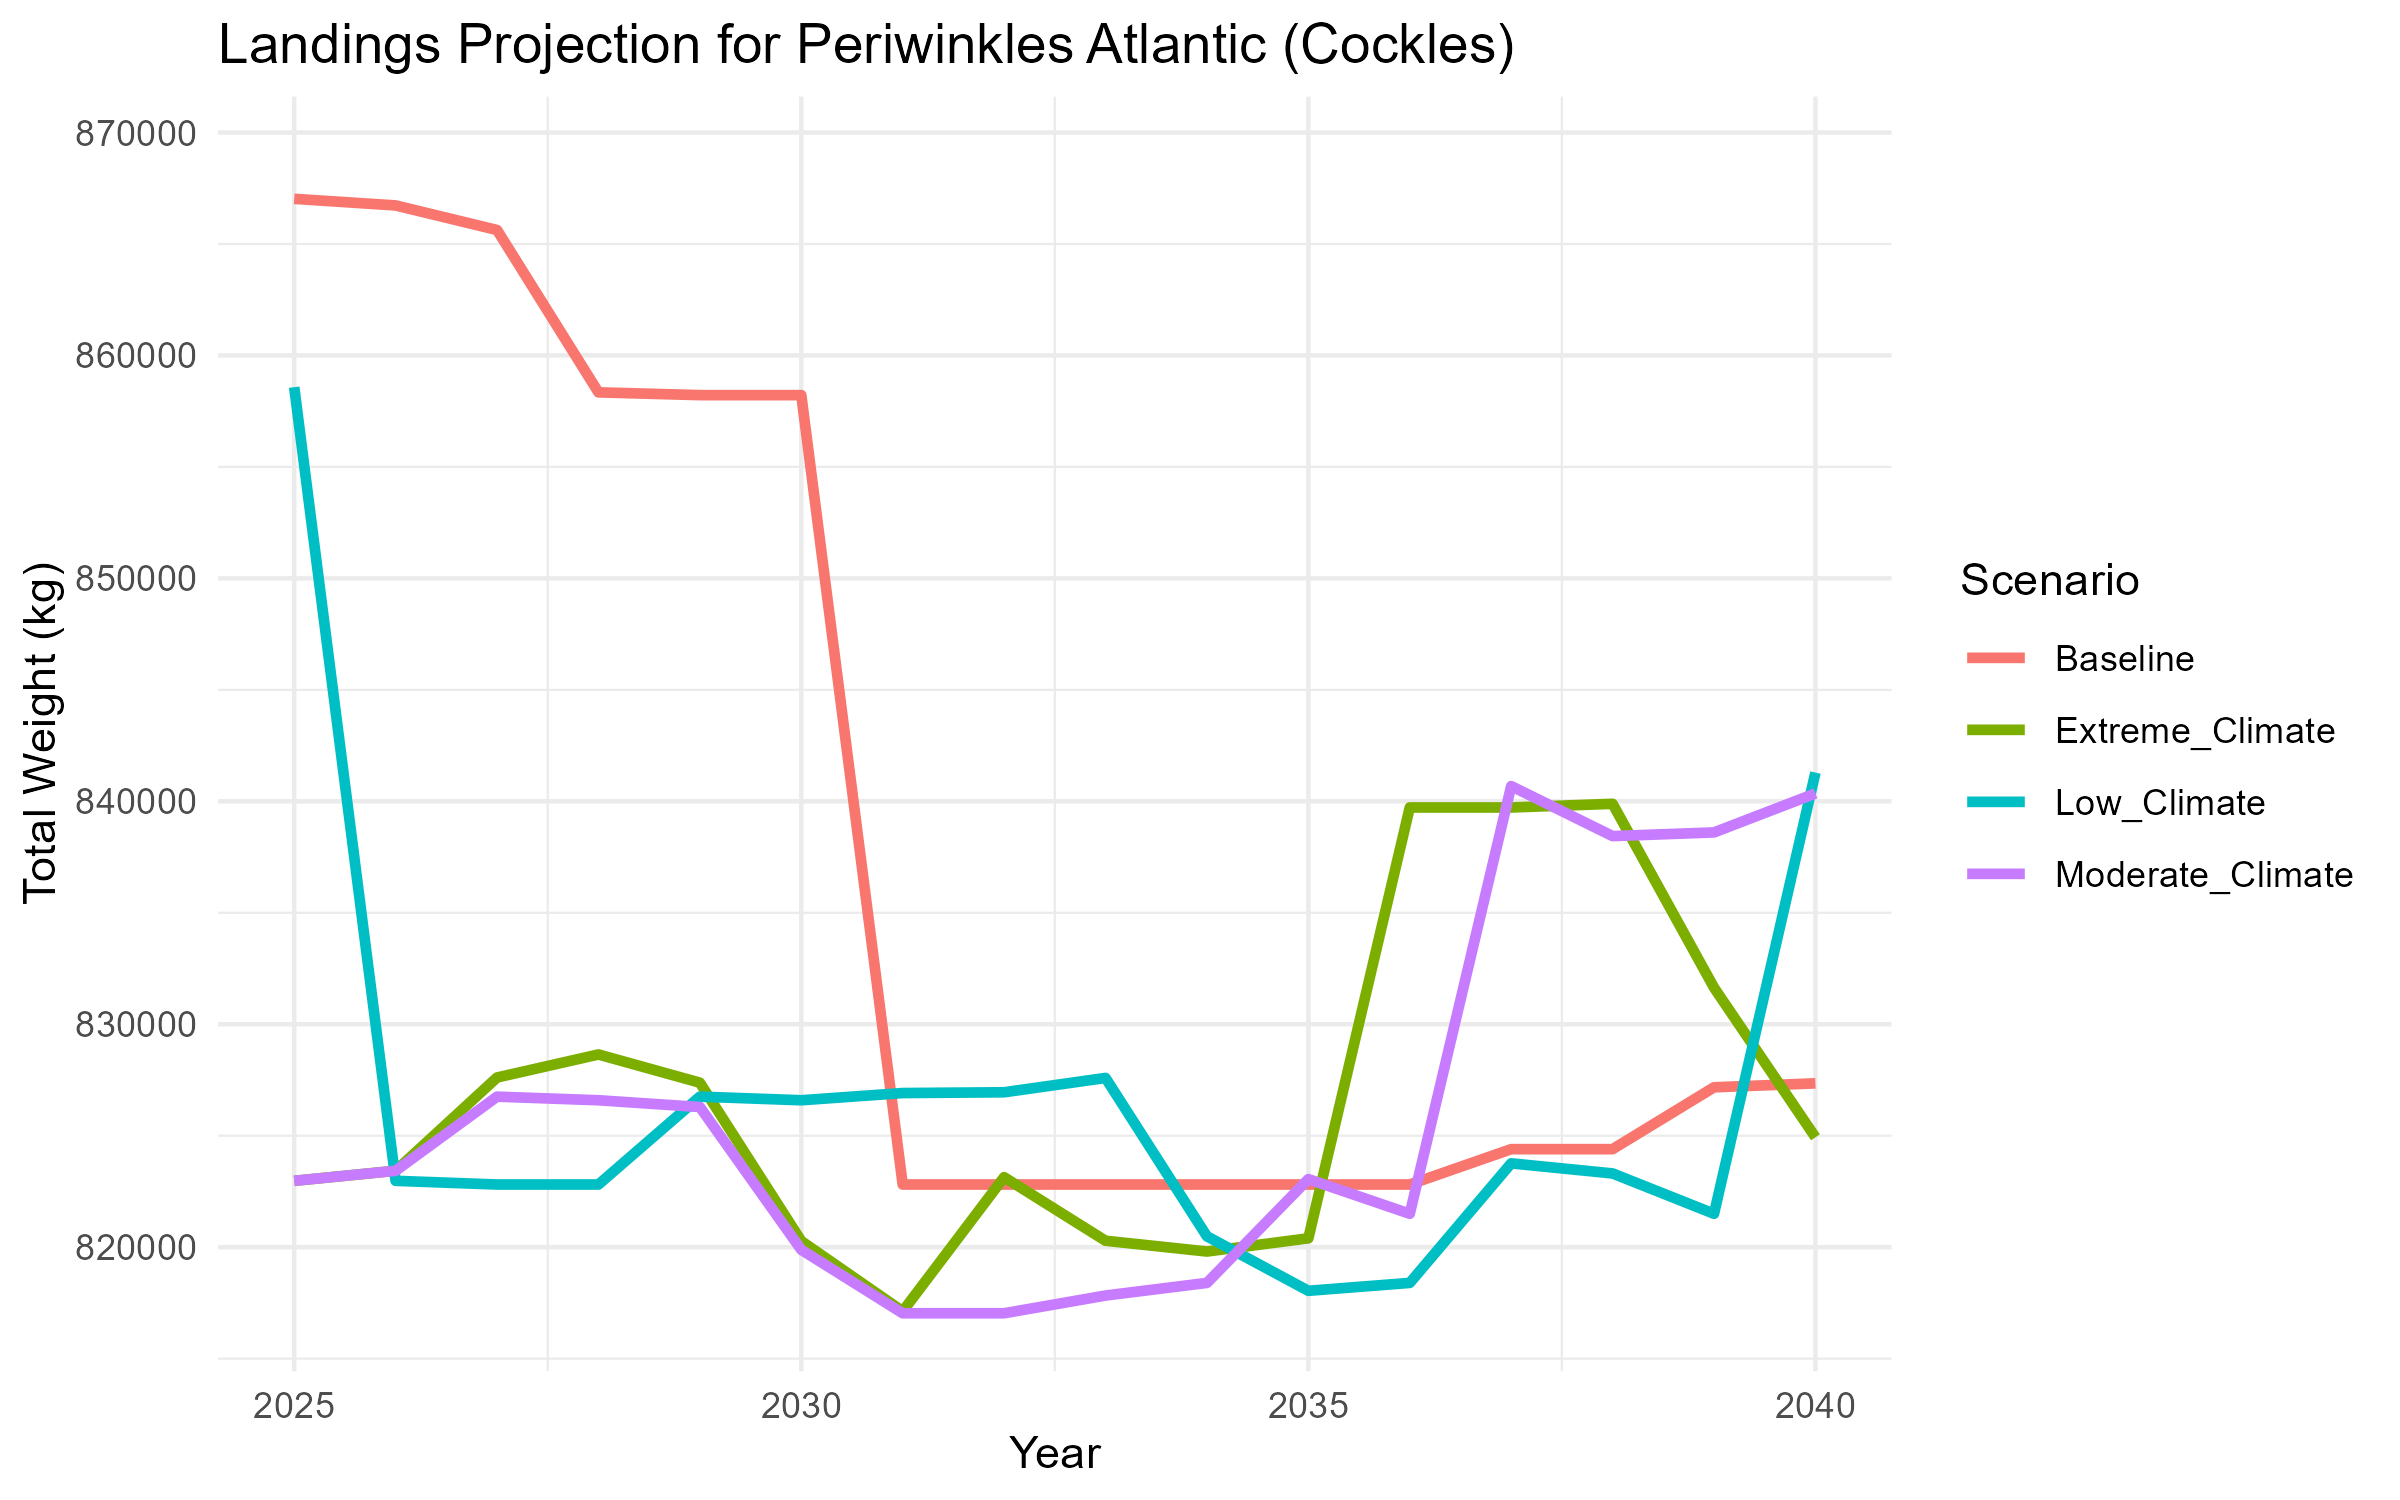 Landings Projection for Periwinkles Atlantic (Cockles)
870000
860000
850000
840000
830000
820000
Total Weight (kg)
2025
2030
2035
2040
Year
Scenario
Baseline
Extreme_Climate
Low_Climate
Moderate_Climate